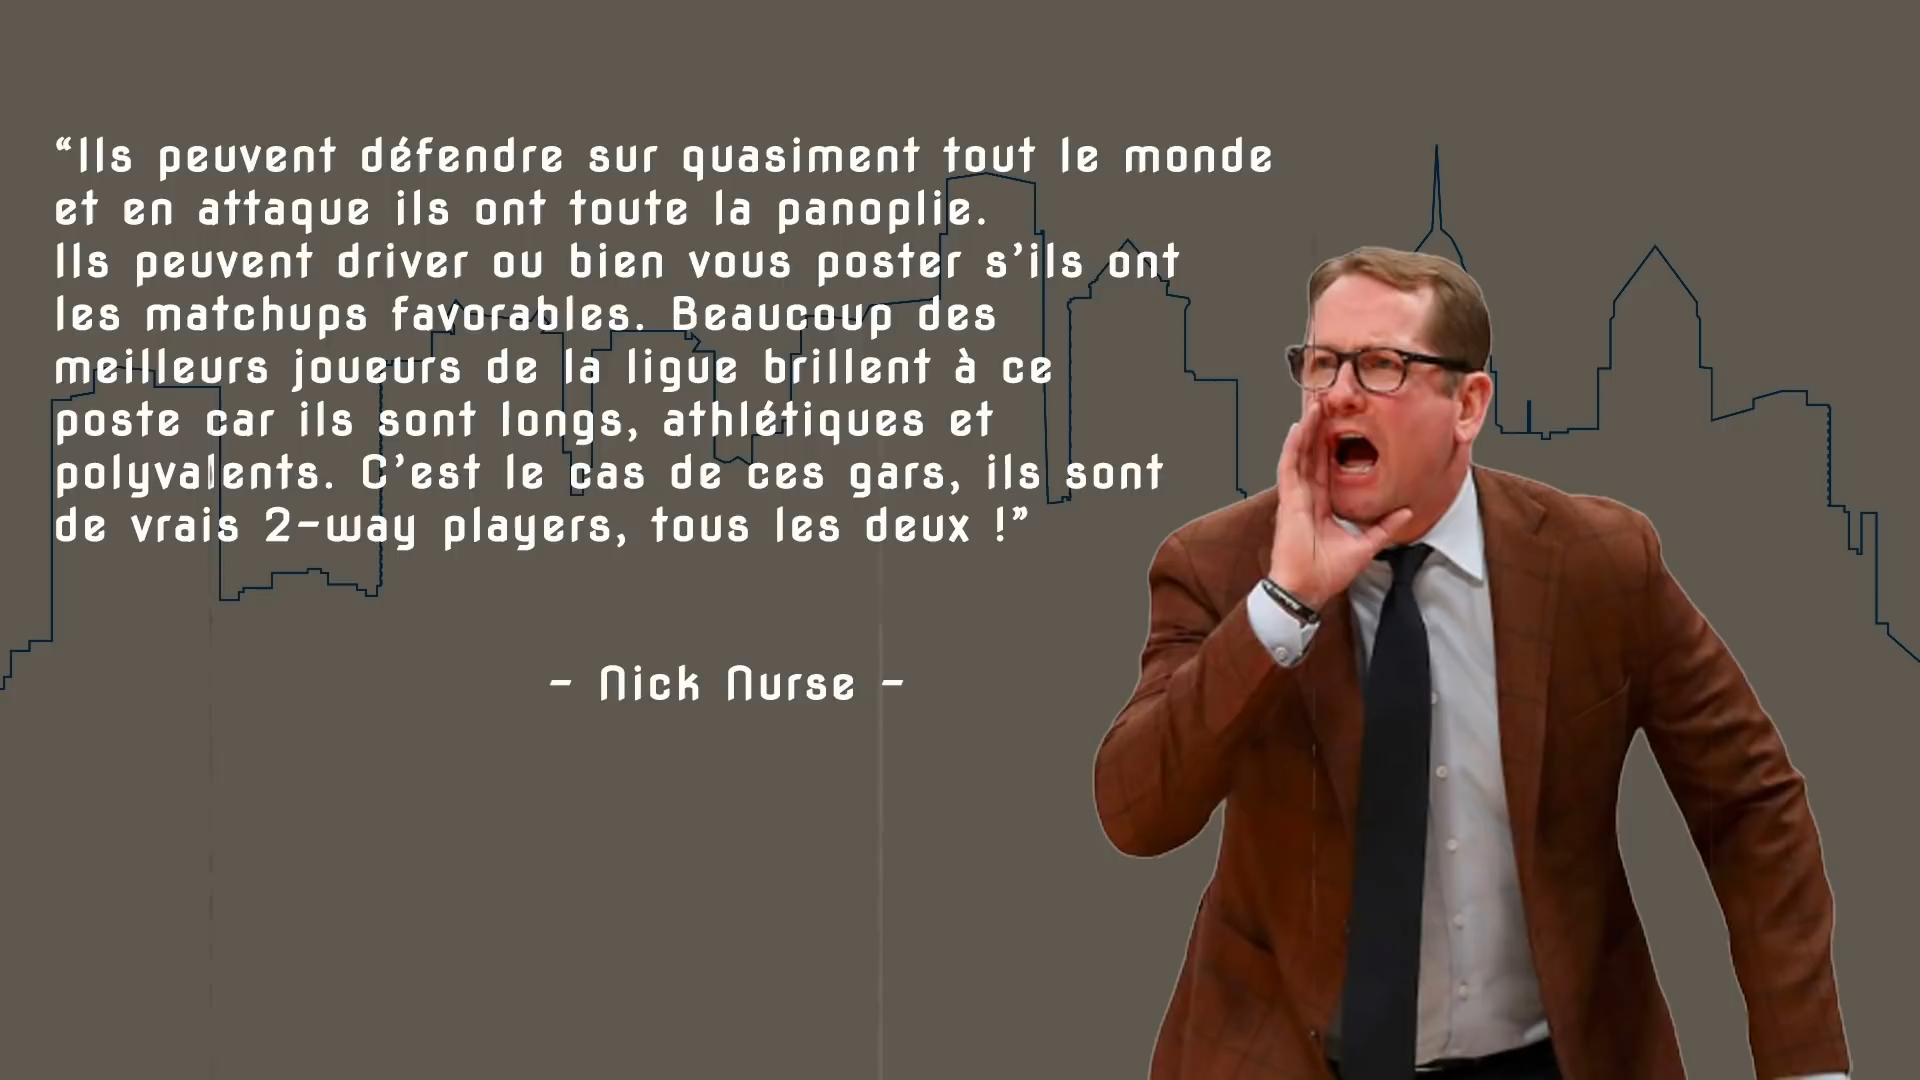 “Ils peuvent défendre sur quasiment tout le monde
et en attaque ils ont toute la panoplie.
Ils peuvent driver ou bien vous poster s’ils ont
les matchups favorables. Beaucoup des
meilleurs joueurs de la ligue brillent à ce
poste car ils sont longs, athlétiques et
polyvalents. C’est le cas de ces gars, ils sont
de vrais 2-way players, tous les deux !”
- Nick Nurse -